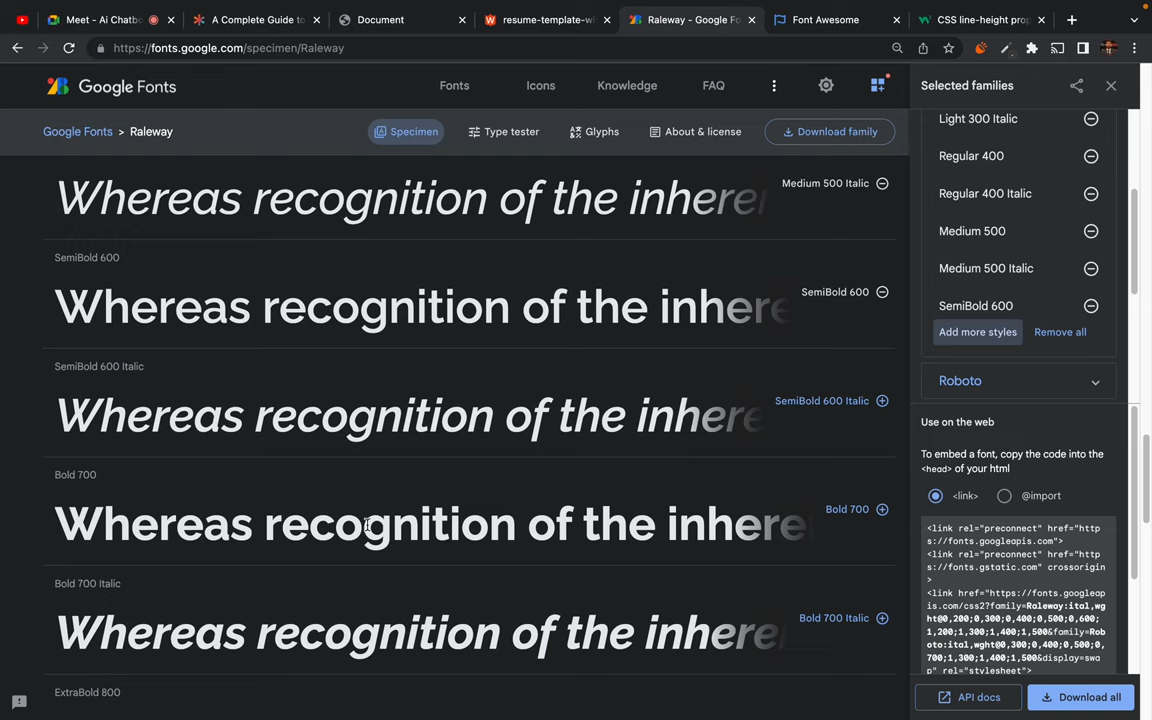 Meet - Ai Chatbo
A Complete Guide to
Document
resume-template-wi
Raleway - Google Fo
Font Awesome
CSS line-height prop
https://fonts.google.com/specimen/Raleway
Google Fonts
Fonts
Icons
Knowledge
FAQ
Selected families
Google Fonts > Raleway
Specimen
Type tester
Glyphs
About & license
Download family
Whereas recognition of the inherer
Medium 500 Italic
SemiBold 600
Whereas recognition of the inhere
SemiBold 600
SemiBold 600 Italic
Whereas recognition of the inhere
SemiBold 600 Italic
Bold 700
Whereas recognition of the inhere
Bold 700
Bold 700 Italic
Whereas recognition of the inhere
Bold 700 Italic
ExtraBold 800
Light 300 Italic
Regular 400
Regular 400 Italic
Medium 500
Medium 500 Italic
SemiBold 600
Add more styles
Remove all
Roboto
Use on the web
To embed a font, copy the code into the
<head> of your html
<link>
@import
<link rel="preconnect" href="http
s://fonts.googleapis.com">
<link rel="preconnect" href="http
s://fonts.gstatic.com" crossorigin
>
<link href="https://fonts.googleap
is.com/css2?family=Raleway:ital,wg
ht@0,200;0,300;0,400;0,500;0,600;
1,200;1,300;1,400;1,500&family=Ro
boto:ital,wght@0,300;0,400;0,500;0,
700;1,300;1,400;1,500&display=swa
p" rel="stylesheet">
API docs
Download all